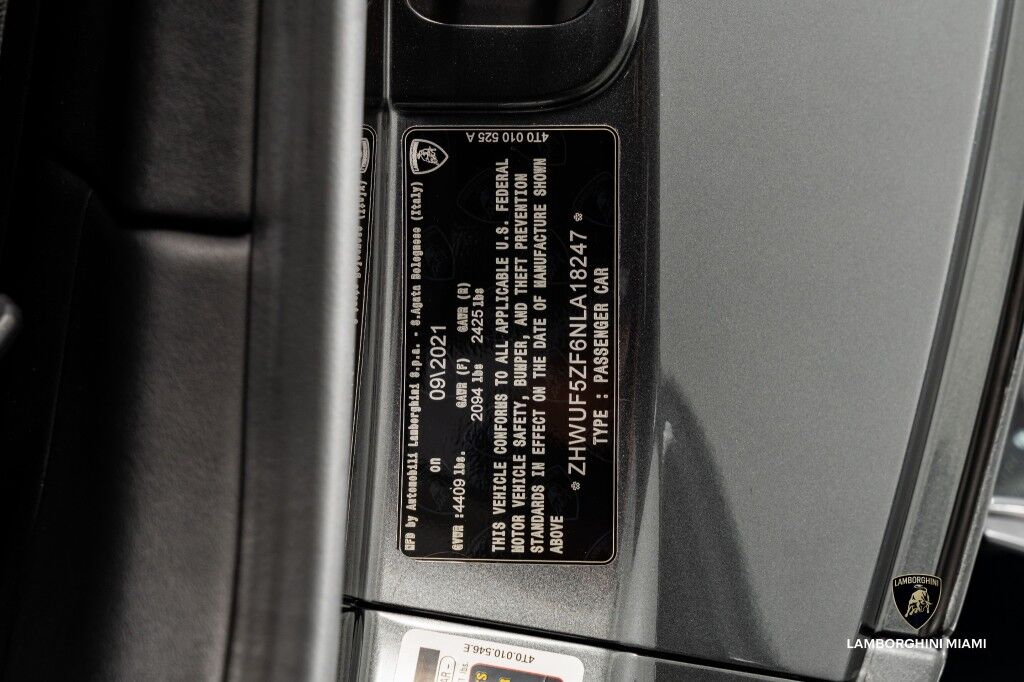 4T0 010 525 A
MFD by Automobili Lamborghini S.p.a. - S.Agata Bolognese (Italy)
on 09\2021
GVWR :4409 lbs. GAWR (F) GAWR (R)
2094 lbs 2425 lbs
THIS VEHICLE CONFORMS TO ALL APPLICABLE U.S. FEDERAL
MOTOR VEHICLE SAFETY, BUMPER, AND THEFT PREVENTION
STANDARDS IN EFFECT ON THE DATE OF MANUFACTURE SHOWN
ABOVE
ZHWUF5ZF6NLA18247
TYPE : PASSENGER CAR
4T0.010.546.E
LAMBORGHINI
LAMBORGHINI MIAMI